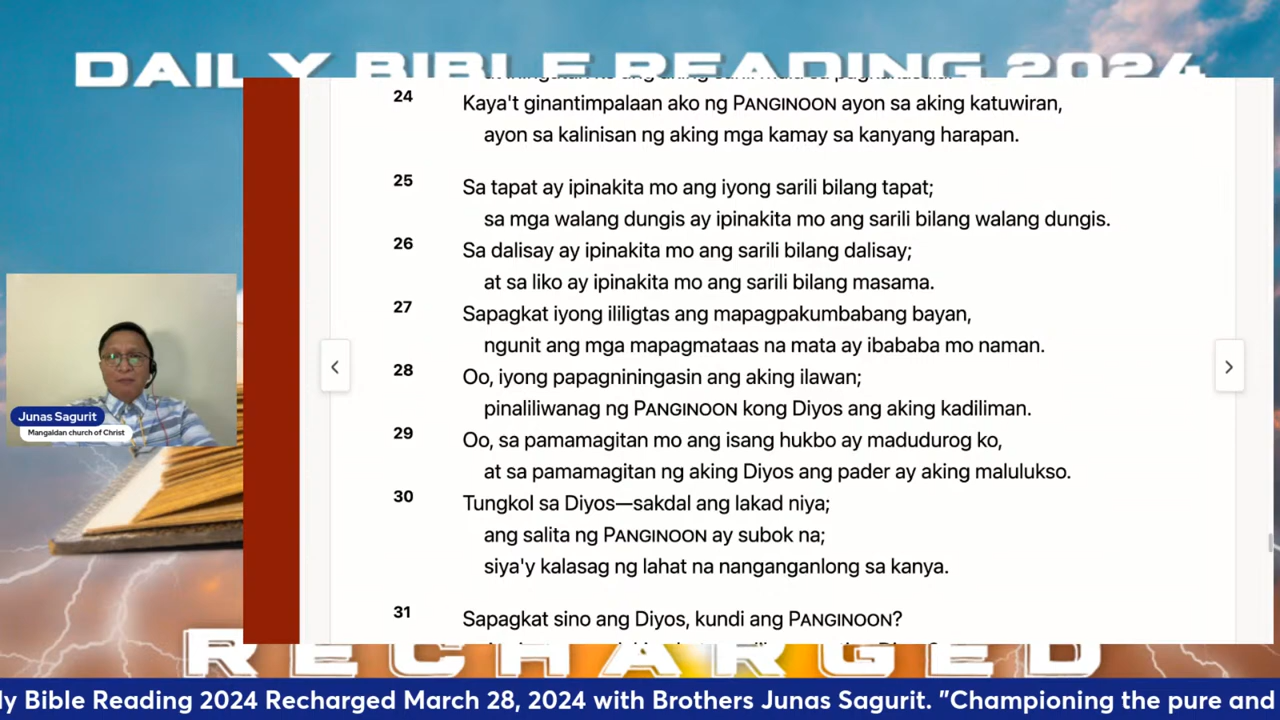 DAILY BIBLE READING 2024
24 Kaya't ginantimpalaan ako ng PANGINOON ayon sa aking katuwiran,
ayon sa kalinisan ng aking mga kamay sa kanyang harapan.
25 Sa tapat ay ipinakita mo ang iyong sarili bilang tapat;
sa mga walang dungis ay ipinakita mo ang sarili bilang walang dungis.
26 Sa dalisay ay ipinakita mo ang sarili bilang dalisay;
at sa liko ay ipinakita mo ang sarili bilang masama.
27 Sapagkat iyong ililigtas ang mapagpakumbabang bayan,
ngunit ang mga mapagmataas na mata ay ibababa mo naman.
28 Oo, iyong papagniningasin ang aking ilawan;
pinaliliwanag ng PANGINOON kong Diyos ang aking kadiliman.
29 Oo, sa pamamagitan mo ang isang hukbo ay madudurog ko,
at sa pamamagitan ng aking Diyos ang pader ay aking malulukso.
30 Tungkol sa Diyos—sakdal ang lakad niya;
ang salita ng PANGINOON ay subok na;
siya'y kalasag ng lahat na nanganganlong sa kanya.
31 Sapagkat sino ang Diyos, kundi ang PANGINOON?
Junas Sagurit
Mangaldan church of Christ
RECHARGED
ly Bible Reading 2024 Recharged March 28, 2024 with Brothers Junas Sagurit. "Championing the pure and